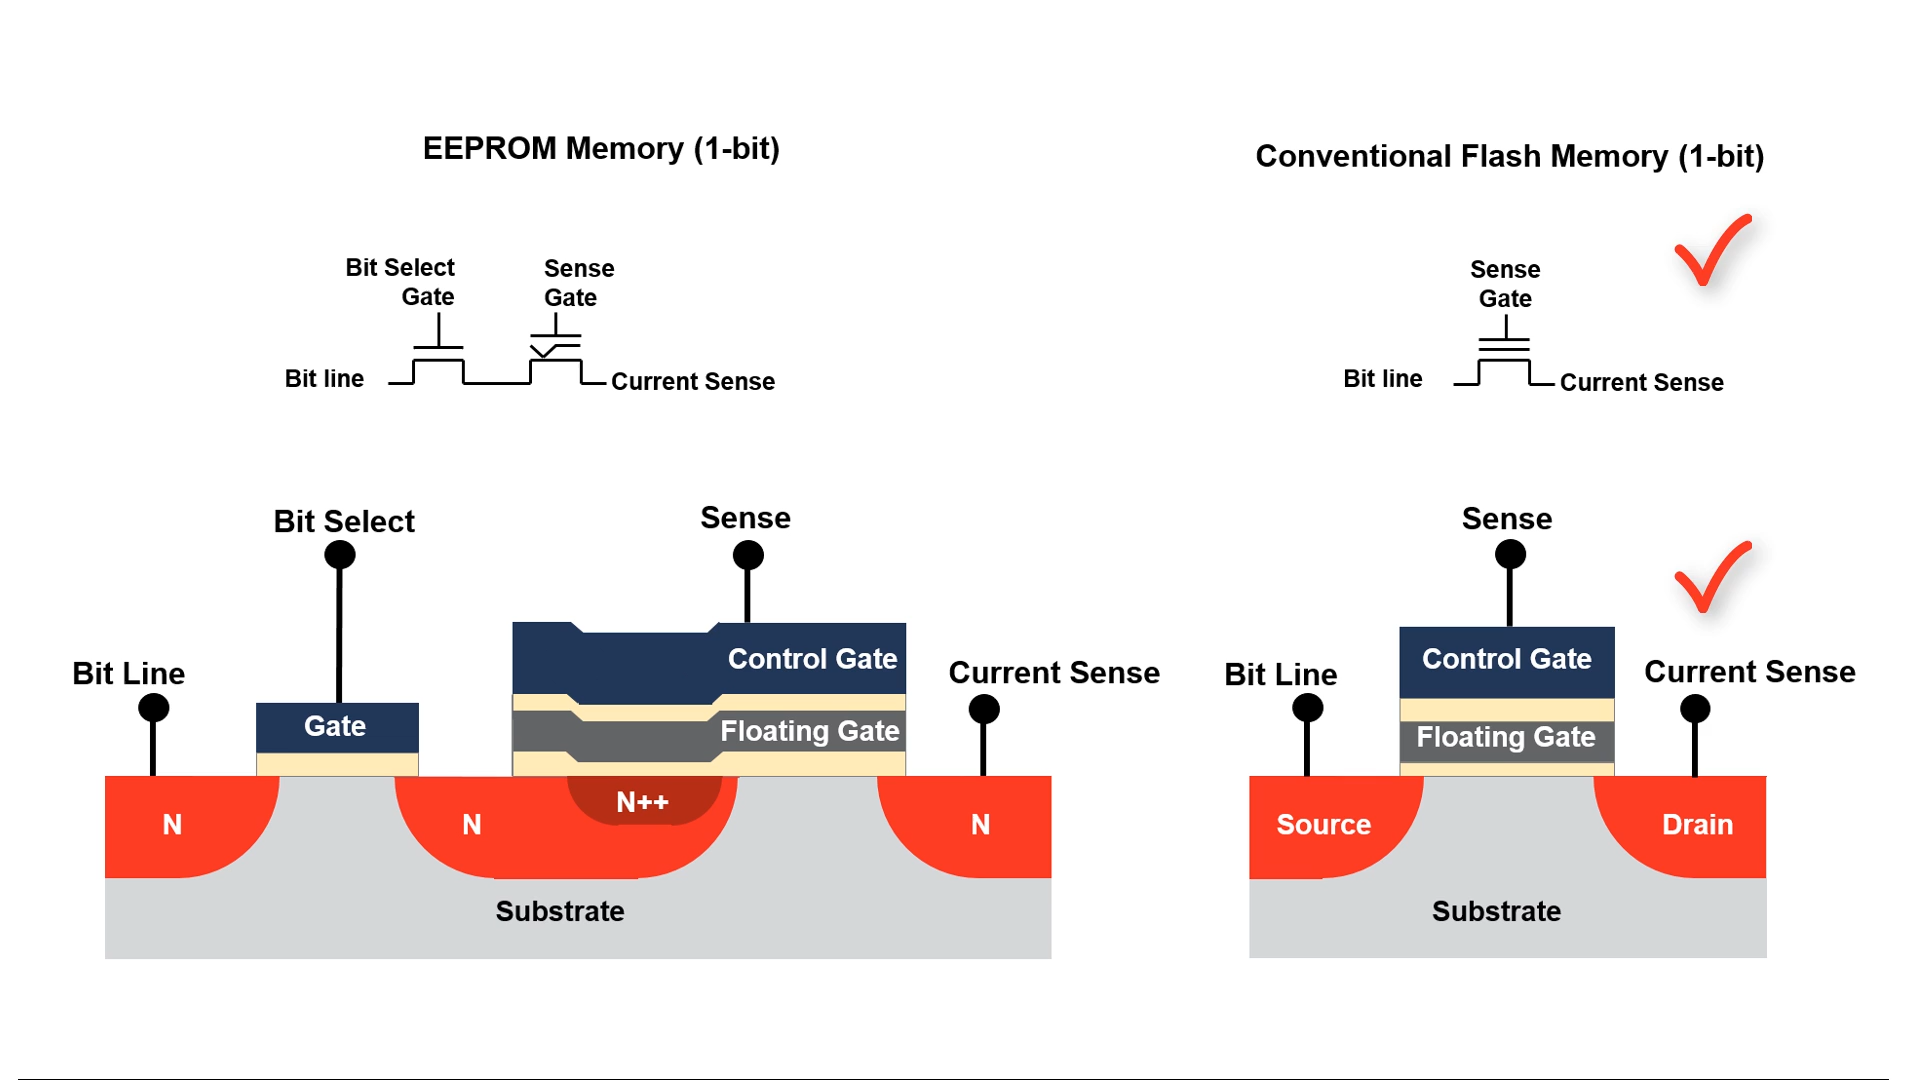 EEPROM Memory (1-bit)
Bit Select
Gate
Sense
Gate
Bit line
Current Sense
Bit Select
Sense
Bit Line
Current Sense
Control Gate
Gate
Floating Gate
N++
N
N
N
Substrate
Conventional Flash Memory (1-bit)
Sense
Gate
Bit line
Current Sense
Sense
Bit Line
Current Sense
Control Gate
Floating Gate
Source
Drain
Substrate